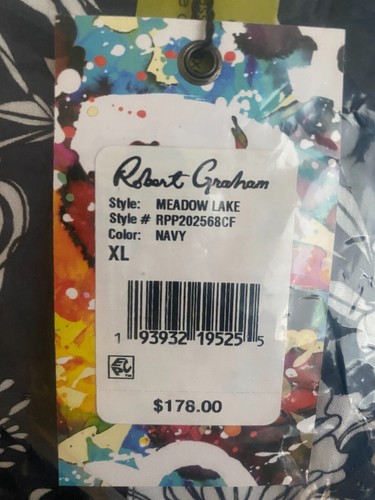 Robert Graham
Style: MEADOW LAKE
Style # RPP202568CF
Color: NAVY
XL
1 93932 19525 5
$178.00